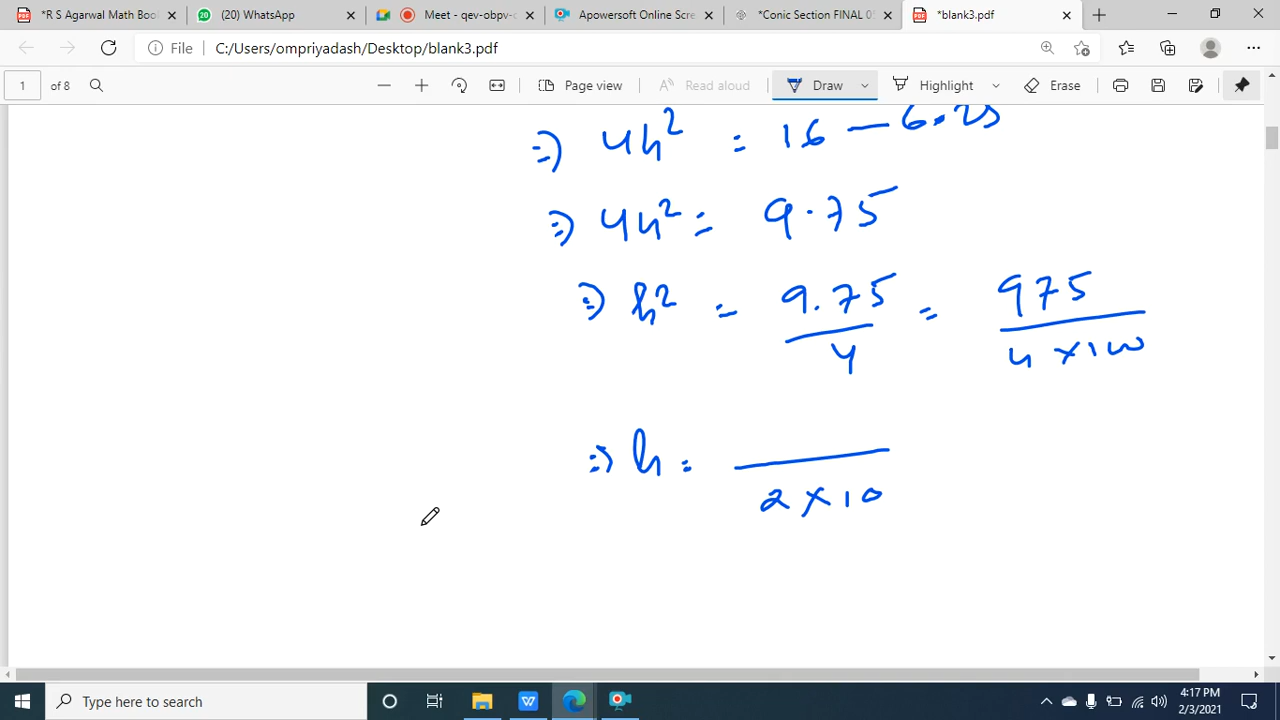 *R S Agarwal Math Boo
(20) WhatsApp
Meet - qev-obpv-c
Apowersoft Online Scre
*Conic Section FINAL 05
*blank3.pdf
File C:/Users/ompriyadash/Desktop/blank3.pdf
1 of 8 Page view Read aloud Draw Highlight Erase
⇒ 4h² = 16 — 6.25
⇒ 4h² = 9.75
⇒ h² = 9.75/4 = 975/4×100
⇒ h = /2×10
Type here to search
4:17 PM
2/3/2021